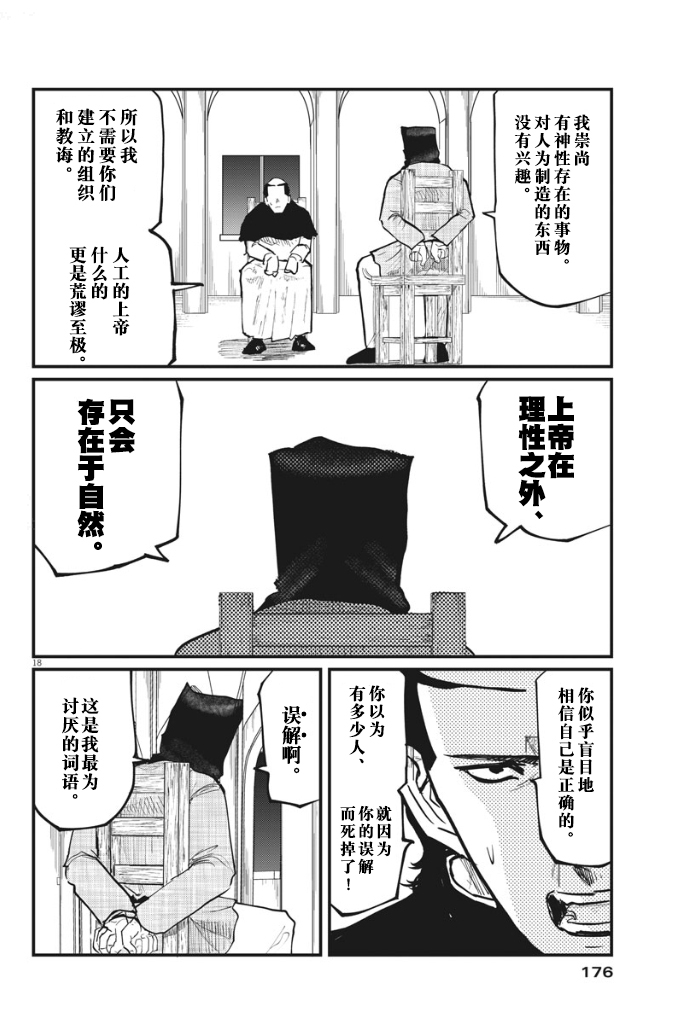 我崇尚
有神性存在的事物。
对人为制造的东西
没有兴趣。
所以我
不需要你们
建立的组织
和教诲。
人工的上帝
什么的
更是荒谬至极。
上帝在
理性之外、
只会
存在于自然。
18
你似乎盲目地
相信自己是正确的。
你以为
有多少人、
就因为
你的误解
而死掉了！
误解啊。
这是我最为
讨厌的词语。
176